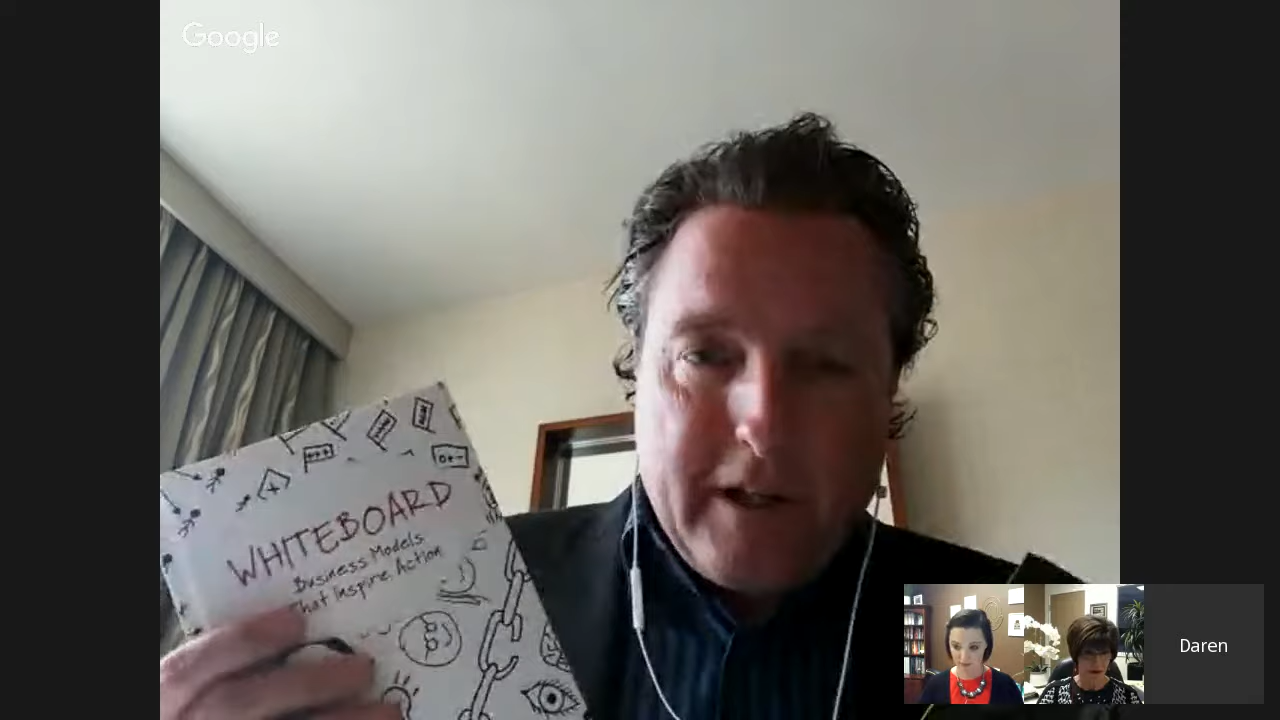 Google
WHITEBOARD
Business Models
That Inspire Action
Daren